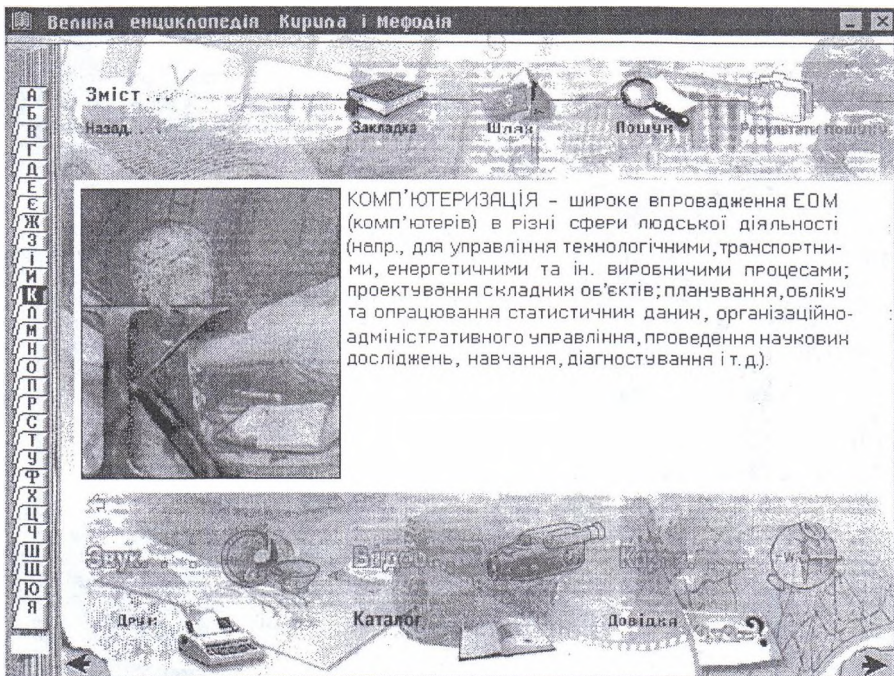 Велика енциклопедія Кирила і Мефодія
А
Б
В
Г
Д
Е
Є
Ж
З
І
И
К
Л
М
Н
О
П
Р
С
Т
У
Ф
Х
Ц
Ч
Ш
Щ
Ю
Я
Зміст...
Назад...
Закладка
Шлях
Пошук
Результати пошуку
КОМП'ЮТЕРИЗАЦІЯ - широке впровадження ЕОМ
(комп'ютерів) в різні сфери людської діяльності
(напр., для управління технологічними,транспортни-
ми, енергетичними та ін. виробничими процесами;
проектування складних об'єктів; планування,обліку
та опрацювання статистичних даних, організаційно-
адміністративного управління,проведення наукових
досліджень, навчання, діагностування і т.д.).
Звук...
Відео...
W
Друк
Каталог
Довідка
?